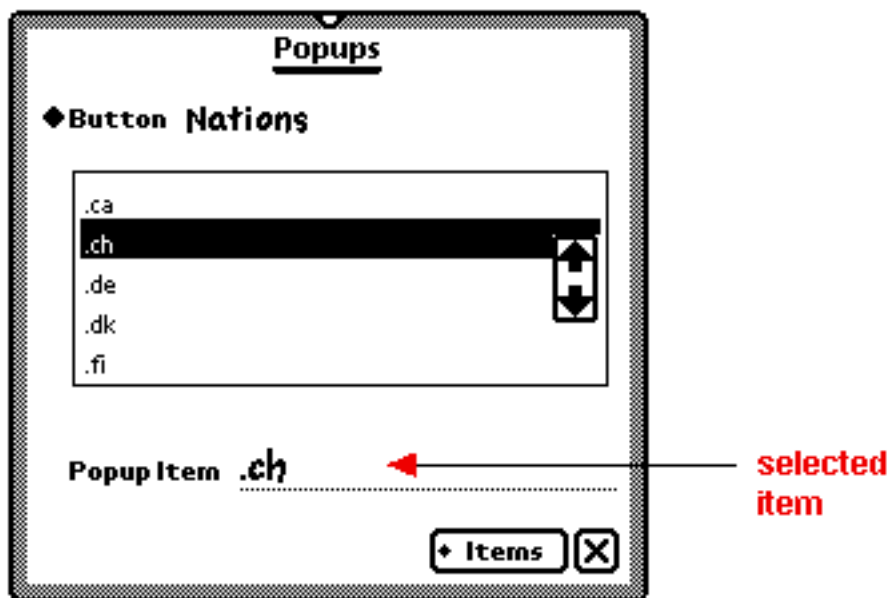 Popups
◆Button Nations
.ca
.ch
.de
.dk
.fi
Popup Item .ch
selected
item
Items